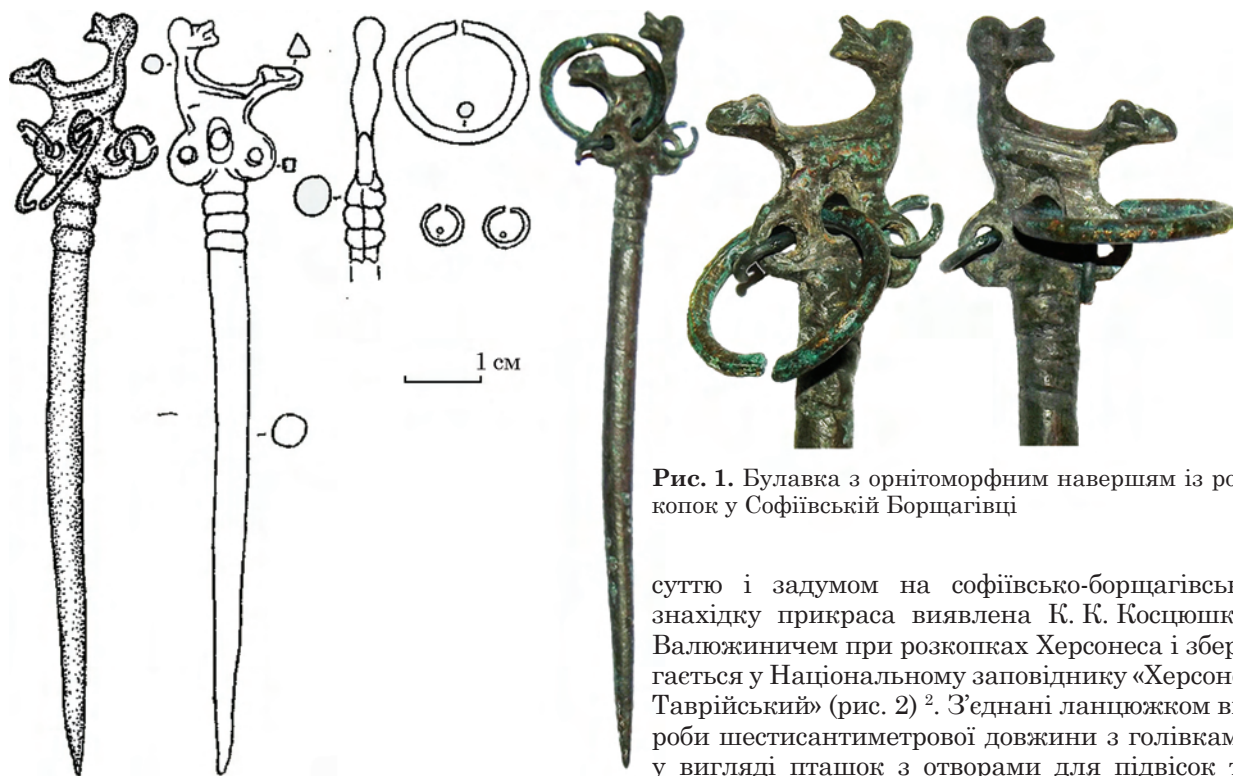 1 см
Рис. 1. Булавка з орнітоморфним навершям із ро
копок у Софіївській Борщагівці
суттю і задумом на софіївсько-борщагівсь
знахідку прикраса виявлена К. К. Косцюшк
Валюжиничем при розкопках Херсонеса і збер
гається у Національному заповіднику «Херсоне
Таврійський» (рис. 2) ². З’єднані ланцюжком ви
роби шестисантиметрової довжини з голівкам
у вигляді пташок з отворами для підвісок т